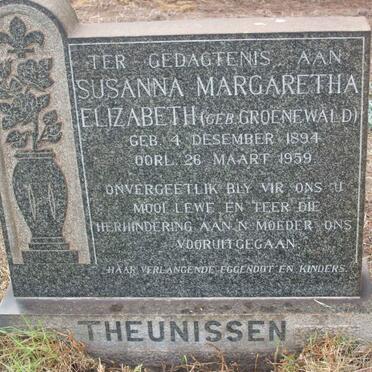 TER GEDAGTENIS AAN
SUSANNA MARGARETHA
ELIZABETH (GEB. GROENEWALD)
GEB. 4 DESEMBER 1894
OORL. 26 MAART 1959.
ONVERGEETLIK BLY VIR ONS U
MOOI LEWE EN TEER DIE
HERHINDERING AAN 'N MOEDER ONS
VOORUITGEGAAN.
HAAR VERLANGENDE EGGENOOT EN KINDERS.
THEUNISSEN